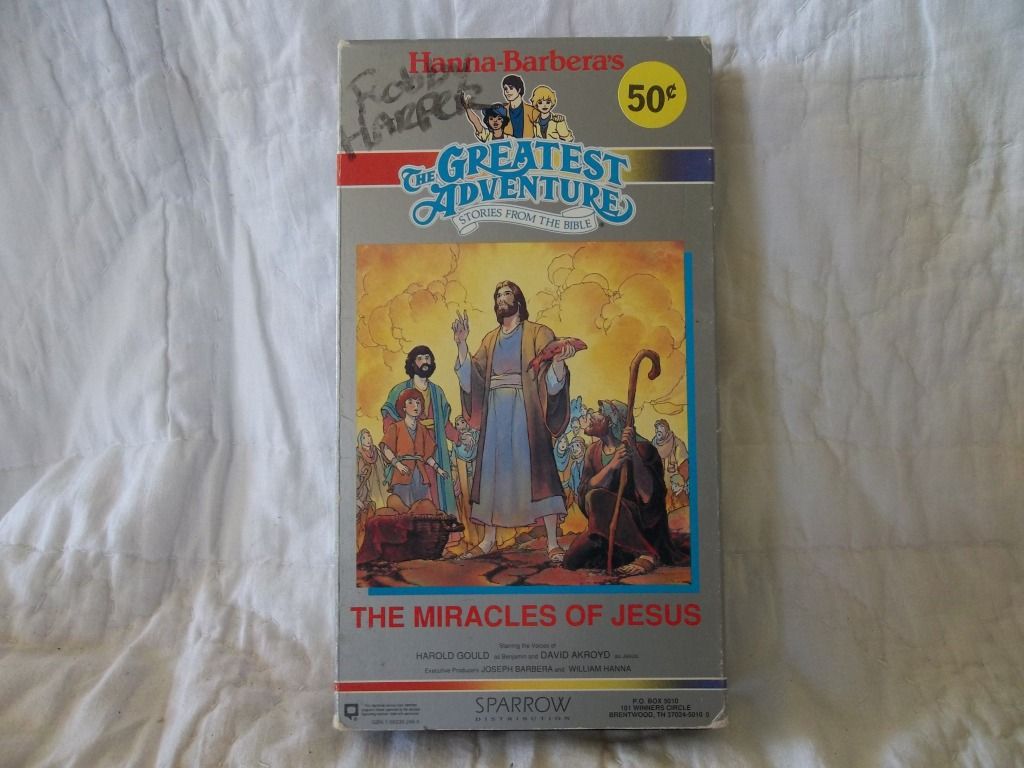 Hanna-Barbera's
50¢
HARPER
THE GREATEST
ADVENTURE
STORIES FROM THE BIBLE
THE MIRACLES OF JESUS
Starring the Voices of
HAROLD GOULD as Benjamin and DAVID AKROYD as Jesus
Executive Producers JOSEPH BARBERA and WILLIAM HANNA
SPARROW
DISTRIBUTION
P.O. BOX 5010
101 WINNERS CIRCLE
BRENTWOOD, TN 37024-5010